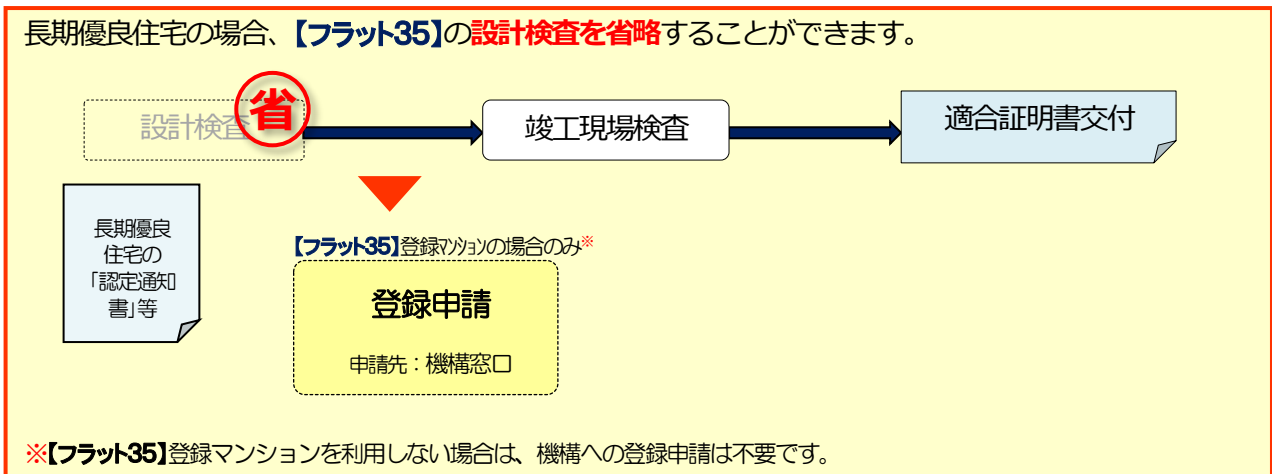 長期優良住宅の場合、【フラット35】の設計検査を省略することができます。
設計検査
省
竣工現場検査
適合証明書交付
長期優良
住宅の
「認定通知
書」等
【フラット35】登録マンションの場合のみ※
登録申請
申請先：機構窓口
※【フラット35】登録マンションを利用しない場合は、機構への登録申請は不要です。